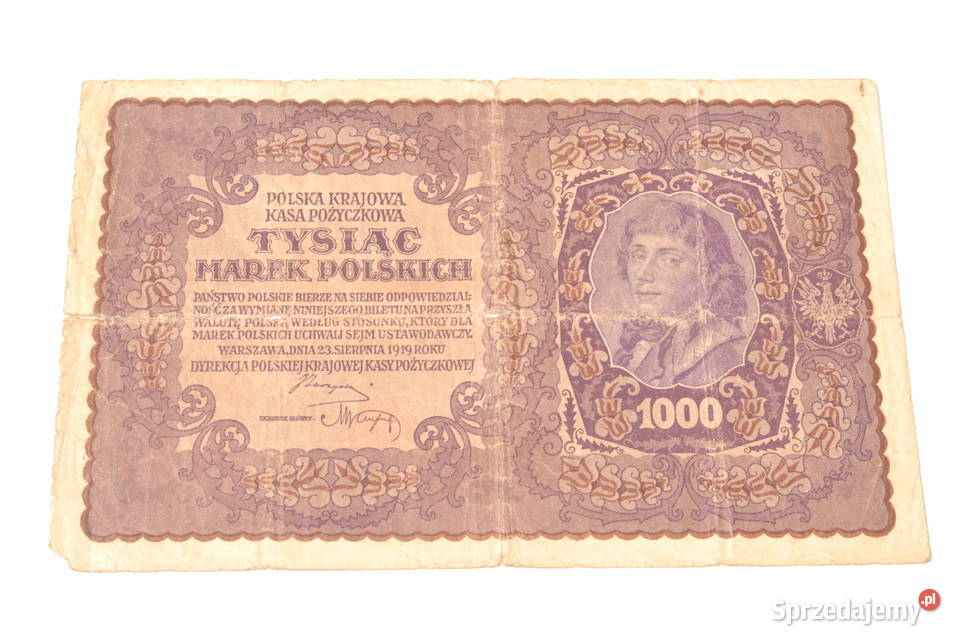 POLSKA KRAJOWA
KASA POŻYCZKOWA
TYSIĄC
MAREK POLSKICH
PAŃSTWO POLSKIE BIERZE NA SIEBIE ODPOWIEDZIAL-
NOŚĆ ZA WYMIANĘ NINIEJSZEGO BILETU NA PRZYSZŁĄ
WALUTĘ POLSKĄ WEDŁUG STOSUNKU, KTÓRY DLA
MAREK POLSKICH UCHWALI SEJM USTAWODAWCZY.
WARSZAWA, DNIA 23. SIERPNIA 1919 ROKU
DYREKCJA POLSKIEJ KRAJOWEJ KASY POŻYCZKOWEJ
SKARBNIK GŁÓWNY-
1000
Sprzedajemy.pl